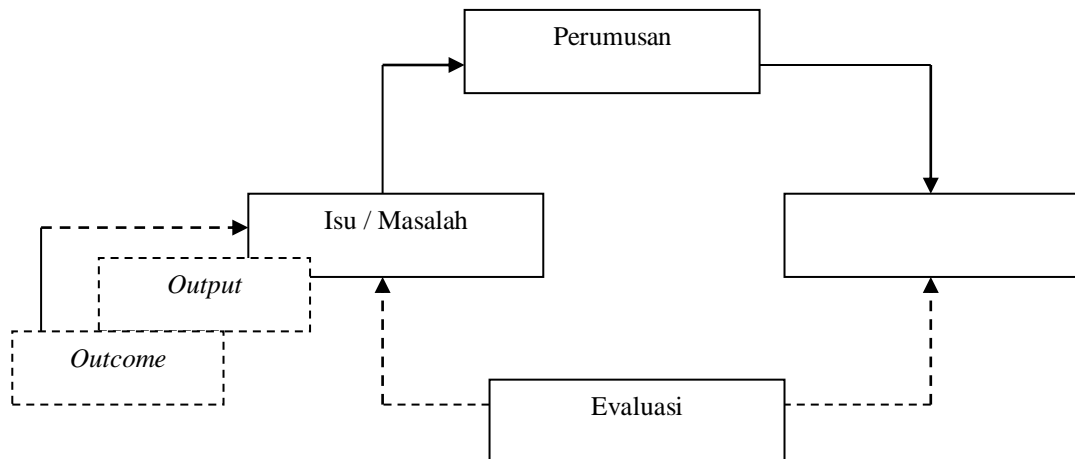 Perumusan
Isu / Masalah
Output
Outcome
Evaluasi